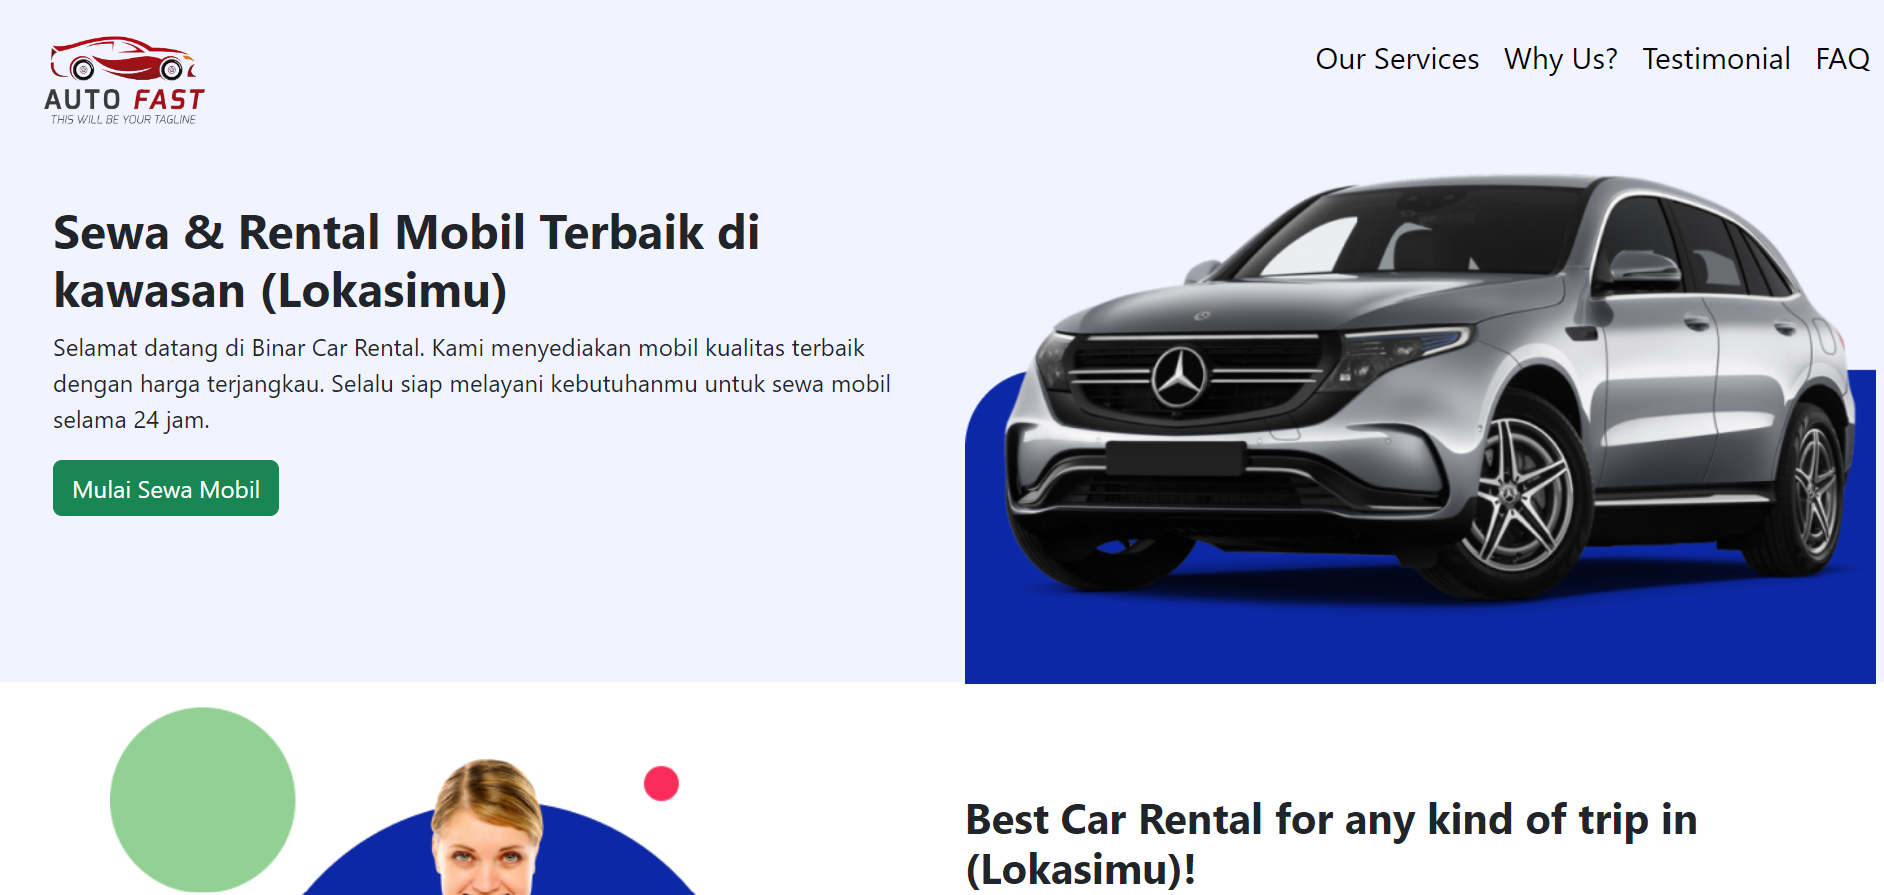 AUTO FAST
THIS WILL BE YOUR TAGLINE
Our Services Why Us? Testimonial FAQ
Sewa & Rental Mobil Terbaik di
kawasan (Lokasimu)
Selamat datang di Binar Car Rental. Kami menyediakan mobil kualitas terbaik
dengan harga terjangkau. Selalu siap melayani kebutuhanmu untuk sewa mobil
selama 24 jam.
Mulai Sewa Mobil
Best Car Rental for any kind of trip in
(Lokasimu)!